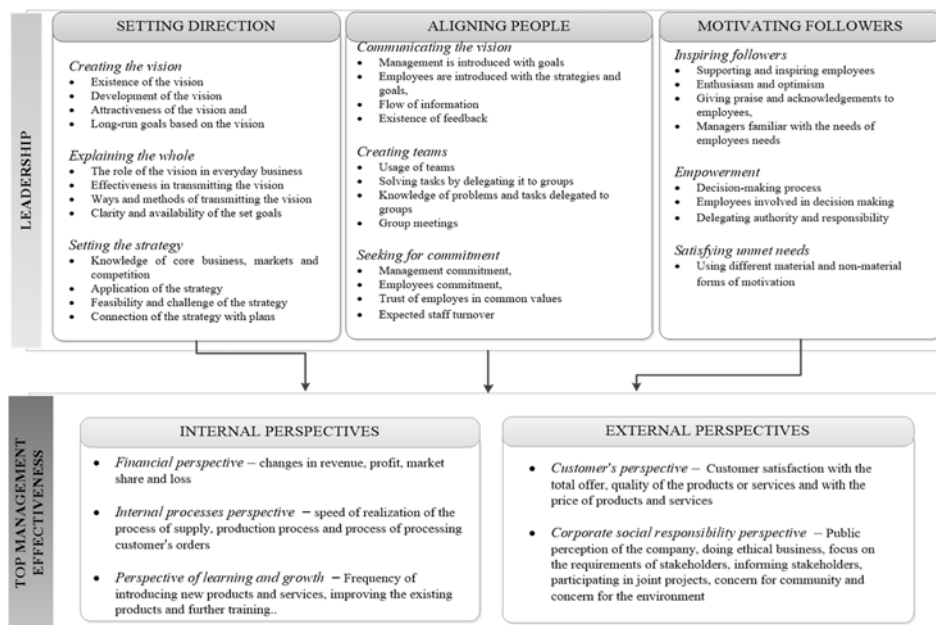 LEADERSHIP
SETTING DIRECTION
Creating the vision
• Existence of the vision
• Development of the vision
• Attractiveness of the vision and
• Long-run goals based on the vision
Explaining the whole
• The role of the vision in everyday business
• Effectiveness in transmitting the vision
• Ways and methods of transmitting the vision
• Clarity and availability of the set goals
Setting the strategy
• Knowledge of core business, markets and
competition
• Application of the strategy
• Feasibility and challenge of the strategy
• Connection of the strategy with plans
ALIGNING PEOPLE
Communicating the vision
• Management is introduced with goals
• Employees are introduced with the strategies and
goals,
• Flow of information
• Existence of feedback
Creating teams
• Usage of teams
• Solving tasks by delegating it to groups
• Knowledge of problems and tasks delegated to
groups
• Group meetings
Seeking for commitment
• Management commitment,
• Employees commitment,
• Trust of employes in common values
• Expected staff turnover
MOTIVATING FOLLOWERS
Inspiring followers
• Supporting and inspiring employees
• Enthusiasm and optimism
• Giving praise and acknowledgements to
employees,
• Managers familiar with the needs of
employees needs
Empowerment
• Decision-making process
• Employees involved in decision making
• Delegating authority and responsibility
Satisfying unmet needs
• Using different material and non-material
forms of motivation
TOP MANAGEMENT
EFFECTIVENESS
INTERNAL PERSPECTIVES
• Financial perspective – changes in revenue, profit, market
share and loss
• Internal processes perspective – speed of realization of the
process of supply, production process and process of processing
customer's orders
• Perspective of learning and growth – Frequency of
introducing new products and services, improving the existing
products and further training..
EXTERNAL PERSPECTIVES
• Customer's perspective – Customer satisfaction with the
total offer, quality of the products or services and with the
price of products and services
• Corporate social responsibility perspective – Public
perception of the company, doing ethical business, focus on
the requirements of stakeholders, informing stakeholders,
participating in joint projects, concern for community and
concern for the environment